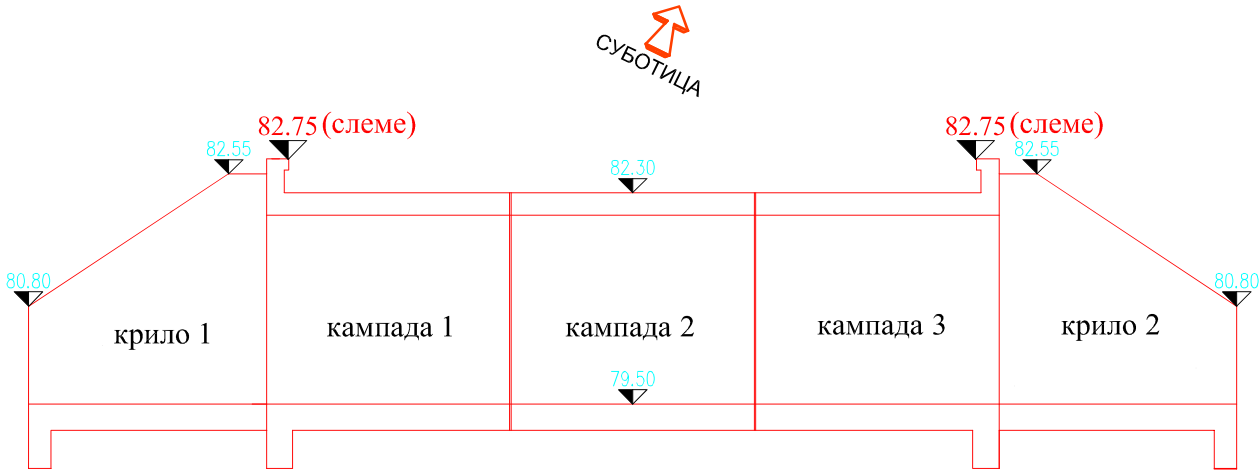 СУБОТИЦА
82.75 (слеме)
82.75 (слеме)
82.55
82.30
82.55
80.80
80.80
крило 1
кампада 1
кампада 2
кампада 3
крило 2
79.50